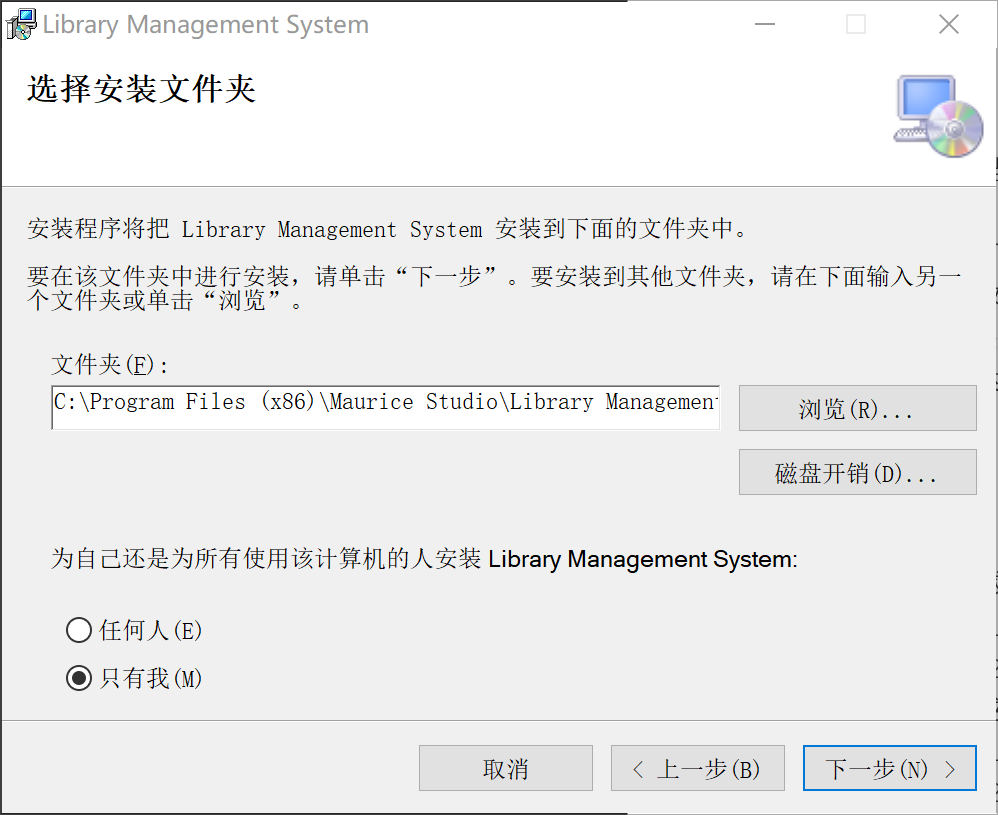 Library Management System
选择安装文件夹
安装程序将把 Library Management System 安装到下面的文件夹中。
要在该文件夹中进行安装，请单击“下一步”。要安装到其他文件夹，请在下面输入另一
个文件夹或单击“浏览”。
文件夹(F):
C:\Program Files (x86)\Maurice Studio\Library Management
浏览(R)...
磁盘开销(D)...
为自己还是为所有使用该计算机的人安装 Library Management System:
任何人(E)
只有我(M)
取消
< 上一步(B)
下一步(N) >